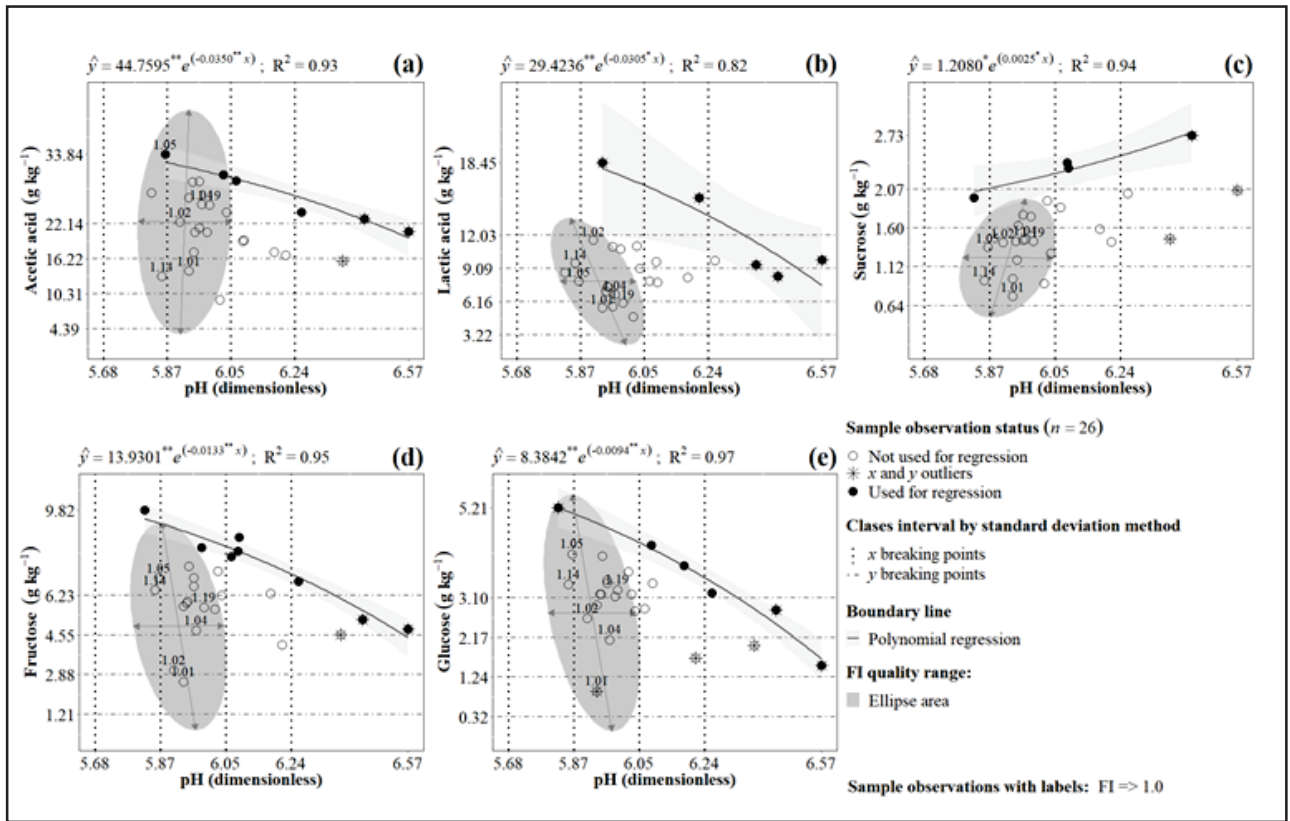 ŷ = 44.7595** e^(-0.0350** x) ; R² = 0.93
(a)
Acetic acid (g kg⁻¹)
33.84
22.14
16.22
10.31
4.39
1.05
1.02
1.14
1.01
5.68 5.87 6.05 6.24 6.57
pH (dimensionless)
ŷ = 29.4236** e^(-0.0305* x) ; R² = 0.82
(b)
Lactic acid (g kg⁻¹)
18.45
12.03
9.09
6.16
3.22
1.02
1.14
1.05
1.04
1.19
5.87 6.05 6.24 6.57
5.68
pH (dimensionless)
ŷ = 1.2080* e^(0.0025* x) ; R² = 0.94
(c)
Sucrose (g kg⁻¹)
2.73
2.07
1.60
1.12
0.64
1.02
1.14
1.01
5.68 5.87 6.05 6.24 6.57
pH (dimensionless)
ŷ = 13.9301** e^(-0.0133** x) ; R² = 0.95
(d)
Fructose (g kg⁻¹)
9.82
6.23
4.55
2.88
1.21
1.05
1.14
1.19
1.04
1.02
1.01
5.68 5.87 6.05 6.24 6.57
pH (dimensionless)
ŷ = 8.3842** e^(-0.0094** x) ; R² = 0.97
(e)
Glucose (g kg⁻¹)
5.21
3.10
2.17
1.24
0.32
1.05
1.14
1.19
1.02
1.04
1.01
5.68 5.87 6.05 6.24 6.57
pH (dimensionless)
Sample observation status (n = 26)
Not used for regression
x and y outliers
Used for regression
Clases interval by standard deviation method
x breaking points
y breaking points
Boundary line
Polynomial regression
FI quality range:
Ellipse area
Sample observations with labels: FI => 1.0